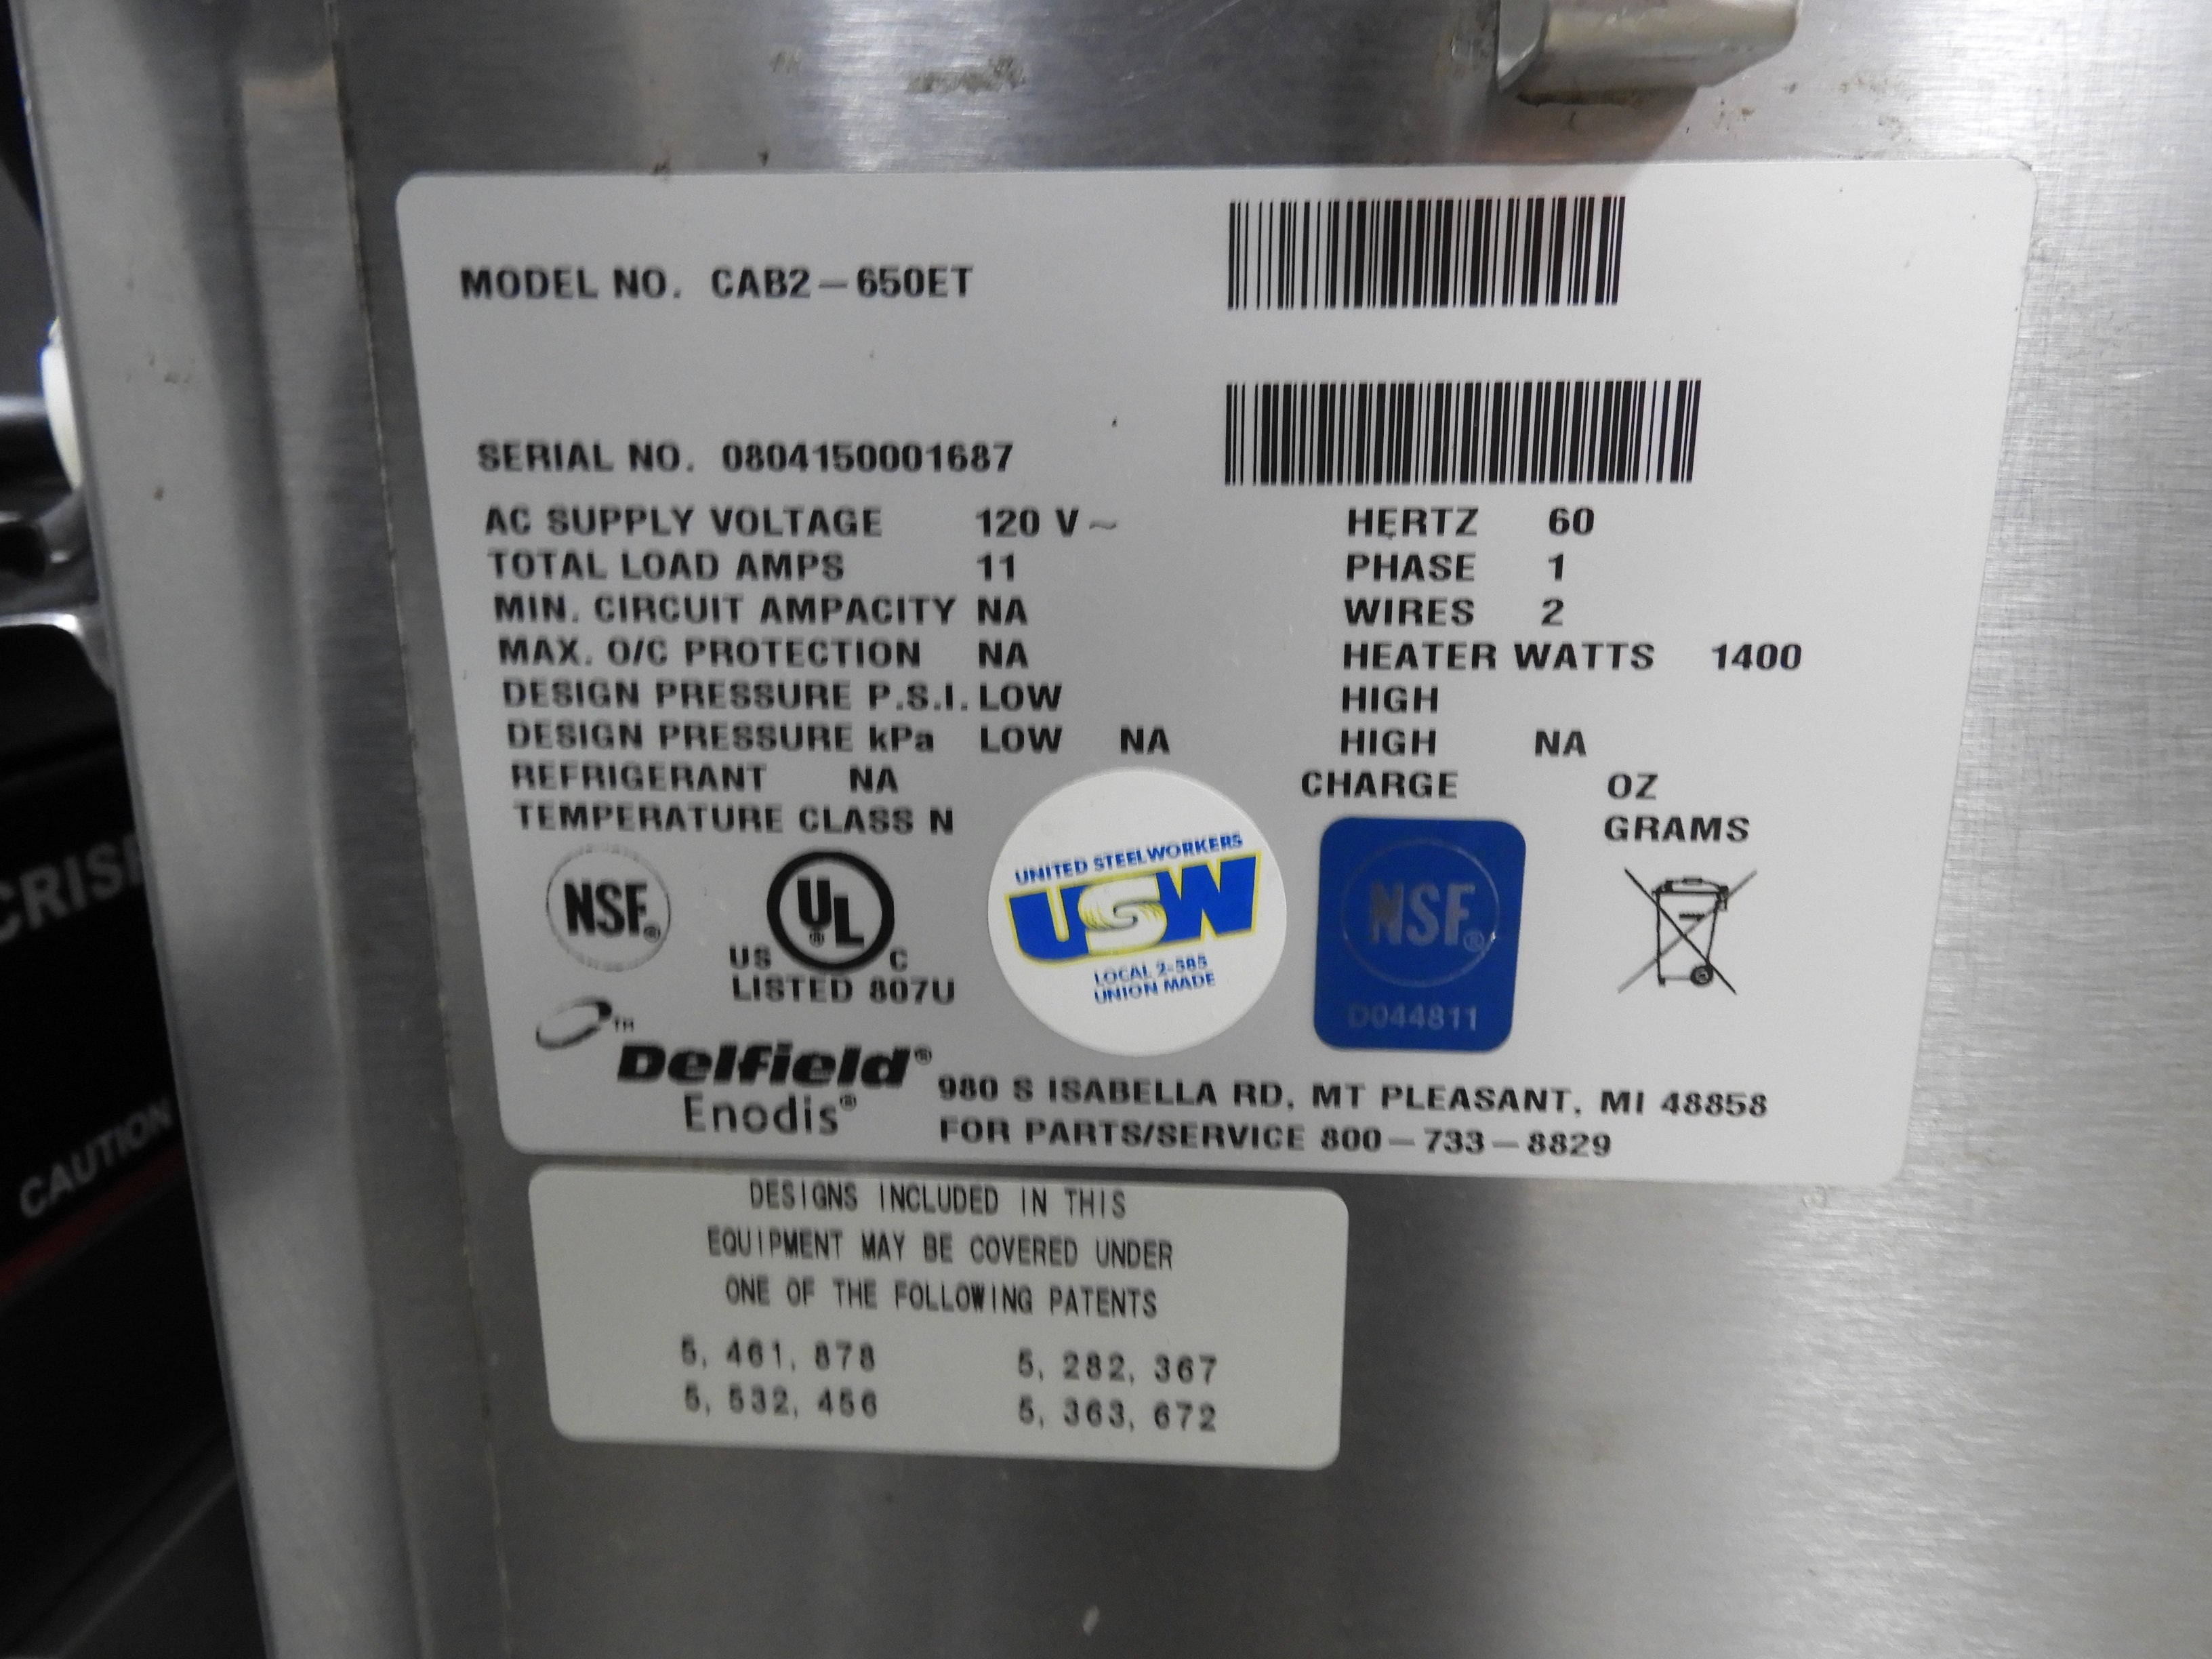 MODEL NO. CAB2-650ET
SERIAL NO. 0804150001687
AC SUPPLY VOLTAGE 120 V~ HERTZ 60
TOTAL LOAD AMPS 11 PHASE 1
MIN. CIRCUIT AMPACITY NA WIRES 2
MAX. O/C PROTECTION NA HEATER WATTS 1400
DESIGN PRESSURE P.S.I. LOW HIGH
DESIGN PRESSURE kPa LOW NA HIGH NA
REFRIGERANT NA CHARGE OZ
TEMPERATURE CLASS N GRAMS
NSF®
UL®
US C
LISTED 807U
UNITED STEELWORKERS
USW
LOCAL 2-585
UNION MADE
NSF®
D044811
TM
Delfield®
Enodis®
980 S ISABELLA RD, MT PLEASANT, MI 48858
FOR PARTS/SERVICE 800-733-8829
DESIGNS INCLUDED IN THIS
EQUIPMENT MAY BE COVERED UNDER
ONE OF THE FOLLOWING PATENTS
5, 461, 878 5, 282, 367
5, 532, 456 5, 363, 672
CAUTION